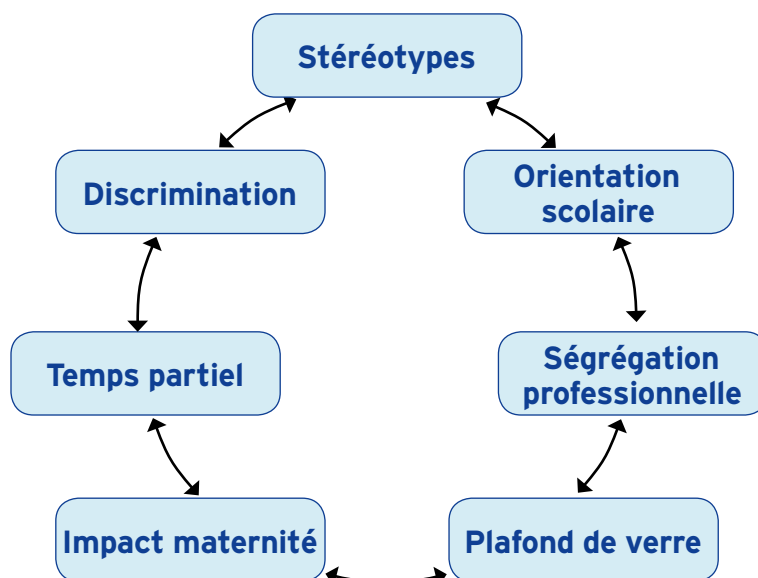 Stéréotypes
Discrimination
Orientation
scolaire
Temps partiel
Ségrégation
professionnelle
Impact maternité
Plafond de verre